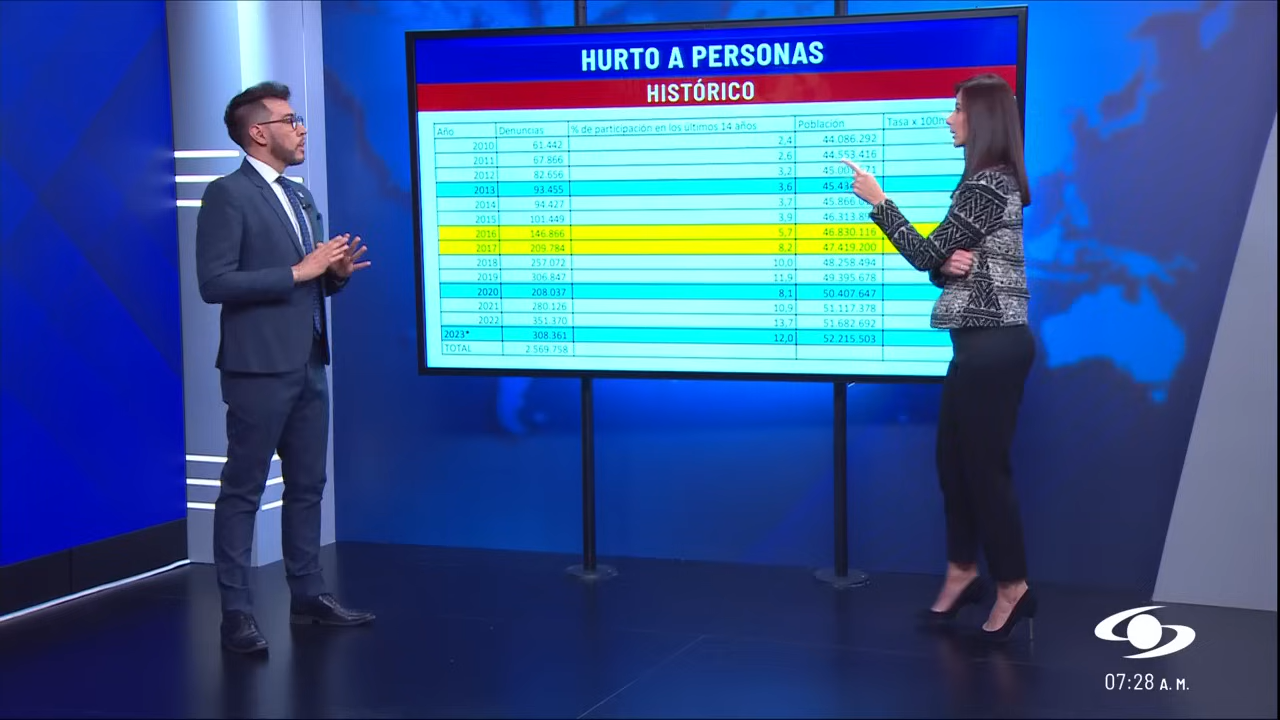 HURTO A PERSONAS
HISTÓRICO
Año Denuncias % de participación en los últimos 14 años Población Tasa x 100
2010 61.442 2,4 44.086.292
2011 67.866 2,6 44.553.416
2012 82.656 3,2
2013 93.455 3,6
2014 94.427 3,7
2015 101.449 3,9
2016 146.866 5,7 46.830.116
2017 209.784 8,2 47.419.200
2018 257.072 10,0 48.258.494
2019 306.847 11,9 49.395.678
2020 208.037 8,1 50.407.647
2021 280.126 10,9 51.117.378
2022 351.370 13,7 51.682.692
2023* 308.361 12,0 52.215.503
TOTAL 2.569.758
07:28 A. M.